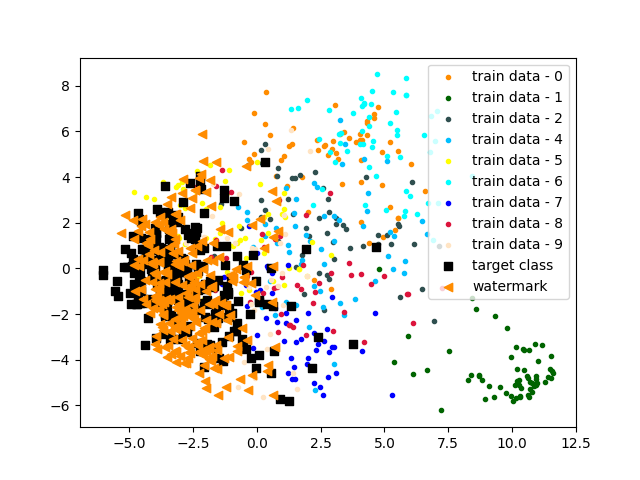 8
6
4
2
0
−2
−4
−6
−5.0 −2.5 0.0 2.5 5.0 7.5 10.0 12.5
train data - 0
train data - 1
train data - 2
train data - 4
train data - 5
train data - 6
train data - 7
train data - 8
train data - 9
target class
watermark